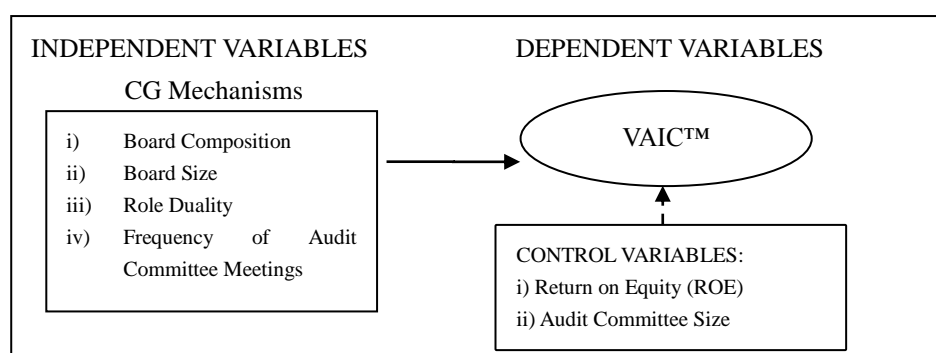 INDEPENDENT VARIABLES
CG Mechanisms
i) Board Composition
ii) Board Size
iii) Role Duality
iv) Frequency of Audit
Committee Meetings
DEPENDENT VARIABLES
VAIC™
CONTROL VARIABLES:
i) Return on Equity (ROE)
ii) Audit Committee Size